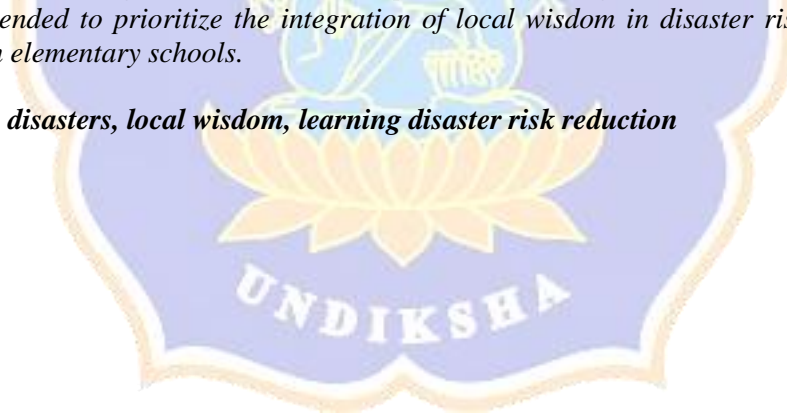 ended to prioritize the integration of local wisdom in disaster ris
elementary schools.
disasters, local wisdom, learning disaster risk reduction
UNDIKSHA